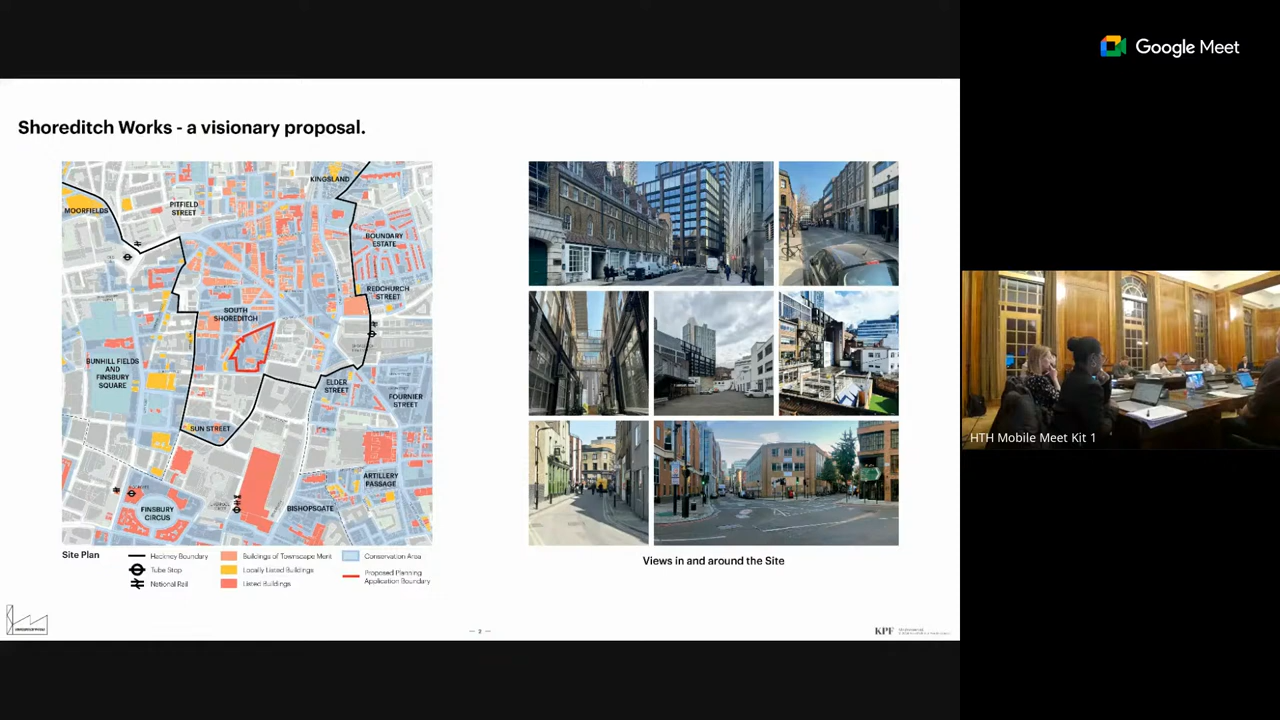 Google Meet
Shoreditch Works - a visionary proposal.
KINGSLAND
MOORFIELDS
PITFIELD
STREET
BOUNDARY
ESTATE
REDCHURCH
STREET
SOUTH
SHOREDITCH
BUNHILL FIELDS
AND
FINSBURY
SQUARE
ELDER
STREET
FOURNIER
STREET
SUN STREET
ARTILLERY
PASSAGE
FINSBURY
CIRCUS
BISHOPSGATE
HTH Mobile Meet Kit 1
Site Plan
Hackney Boundary
Tube Stop
National Rail
Buildings of Townscape Merit
Locally Listed Buildings
Listed Buildings
Conservation Area
Proposed Planning
Application Boundary
Views in and around the Site
— 2 —
KPF